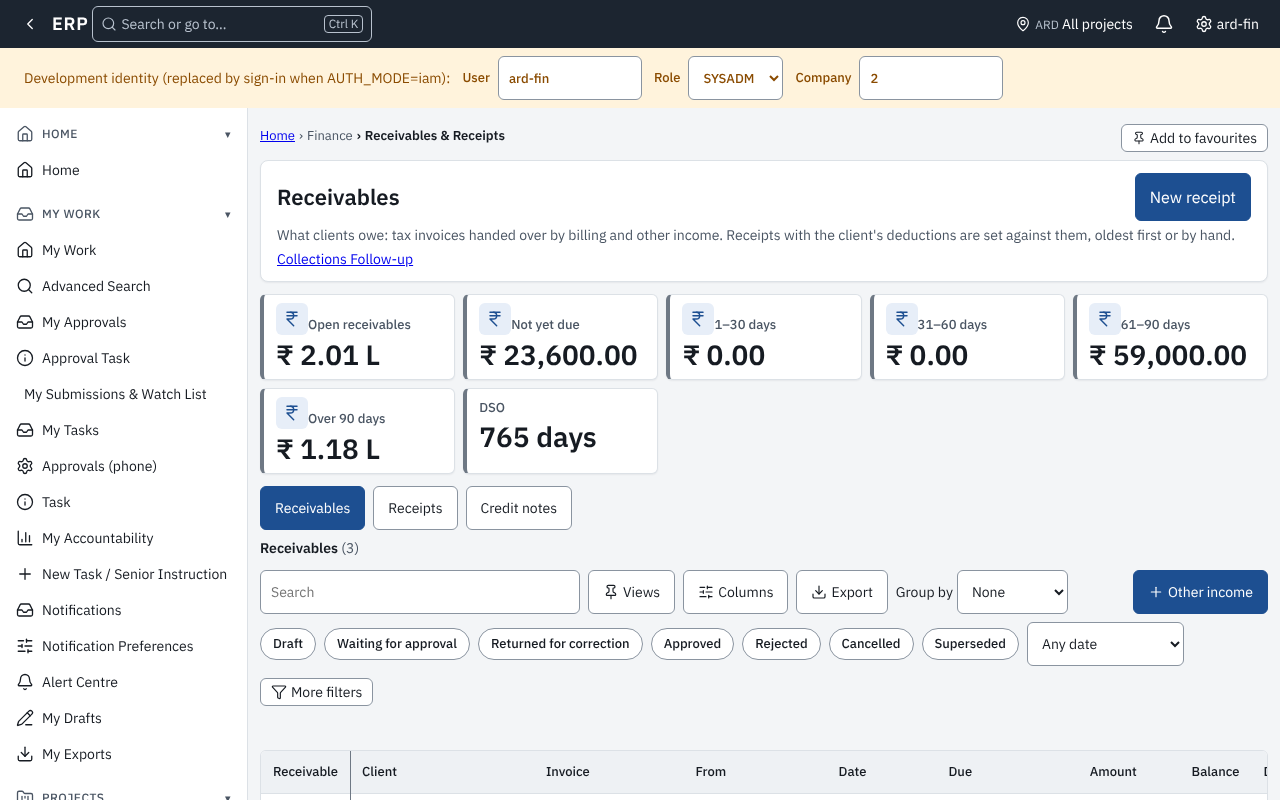 ERP Search or go to... Ctrl K ARD All projects ard-fin
Development identity (replaced by sign-in when AUTH_MODE=iam): User ard-fin Role SYSADM Company 2
HOME
Home
MY WORK
My Work
Advanced Search
My Approvals
Approval Task
My Submissions & Watch List
My Tasks
Approvals (phone)
Task
My Accountability
New Task / Senior Instruction
Notifications
Notification Preferences
Alert Centre
My Drafts
My Exports
PROJECTS
Home › Finance › Receivables & Receipts
Add to favourites
Receivables
New receipt
What clients owe: tax invoices handed over by billing and other income. Receipts with the client's deductions are set against them, oldest first or by hand.
Collections Follow-up
₹ Open receivables
₹ 2.01 L
₹ Not yet due
₹ 23,600.00
₹ 1–30 days
₹ 0.00
₹ 31–60 days
₹ 0.00
₹ 61–90 days
₹ 59,000.00
₹ Over 90 days
₹ 1.18 L
DSO
765 days
Receivables Receipts Credit notes
Receivables (3)
Search Views Columns Export Group by None + Other income
Draft Waiting for approval Returned for correction Approved Rejected Cancelled Superseded Any date
More filters
Receivable Client Invoice From Date Due Amount Balance